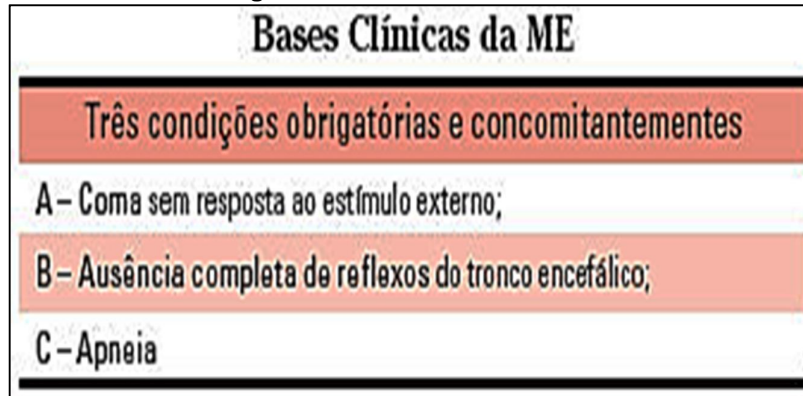 Bases Clínicas da ME
Três condições obrigatórias e concomitantementes
A – Coma sem resposta ao estímulo externo;
B – Ausência completa de reflexos do tronco encefálico;
C – Apneia